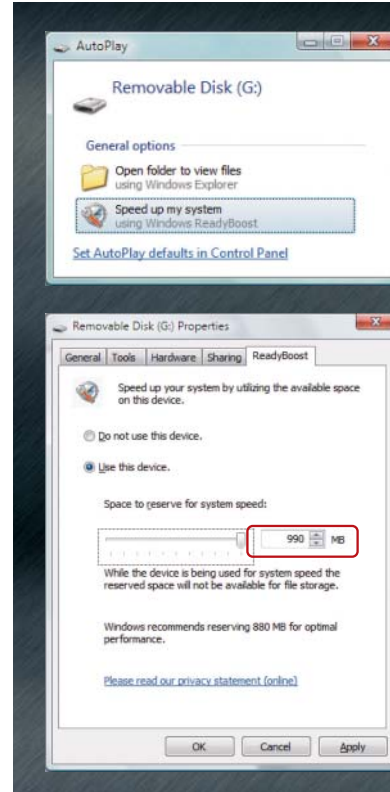 AutoPlay
Removable Disk (G:)
General options
Open folder to view files
using Windows Explorer
Speed up my system
using Windows ReadyBoost
Set AutoPlay defaults in Control Panel
Removable Disk (G:) Properties
General Tools Hardware Sharing ReadyBoost
Speed up your system by utilizing the available space
on this device.
Do not use this device.
Use this device.
Space to reserve for system speed:
990 MB
While the device is being used for system speed the
reserved space will not be available for file storage.
Windows recommends reserving 880 MB for optimal
performance.
Please read our privacy statement (online)
OK Cancel Apply